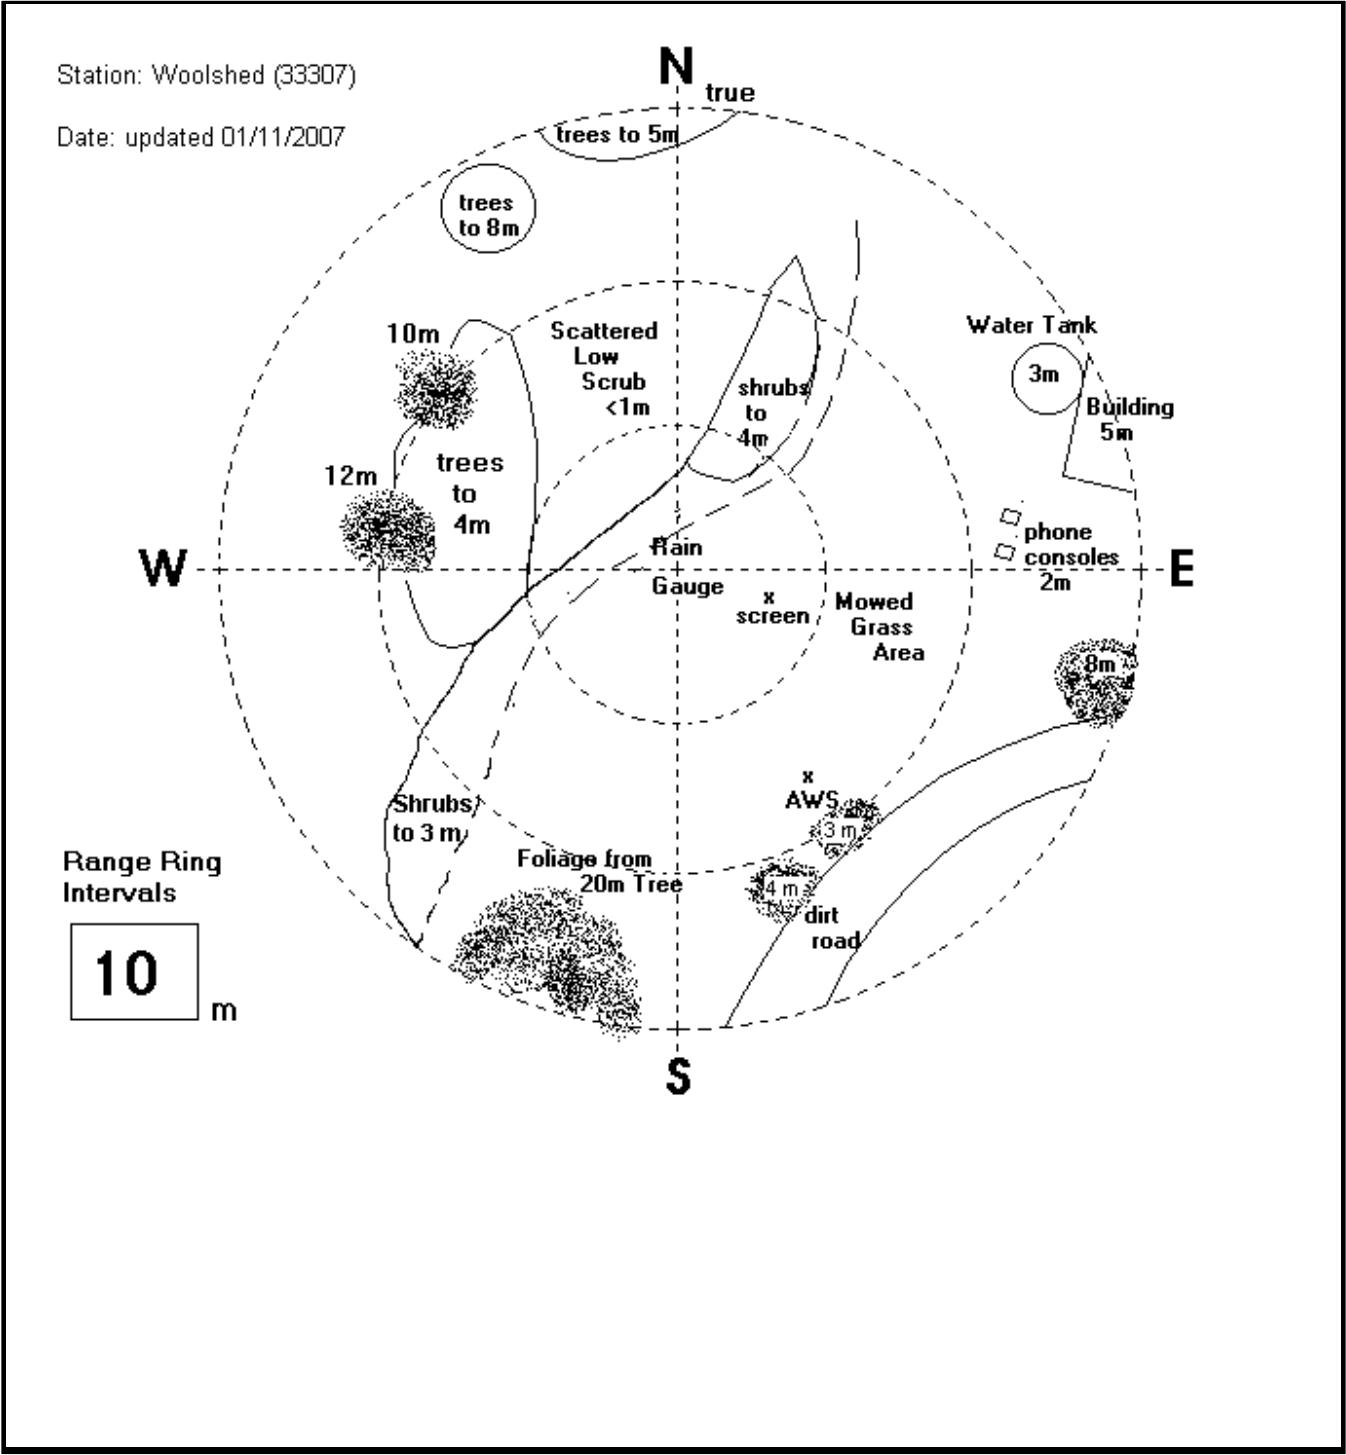 Station: Woolshed (33307)
Date: updated 01/11/2007
N
true
trees to 5m
trees
to 8m
10m
Scattered
Low
Scrub
<1m
Water Tank
3m
shrubs
to
4m
Building
5m
12m
trees
to
4m
phone
consoles
2m
Rain
Gauge
W
E
x
screen
Mowed
Grass
Area
8m
x
AWS
3 m
Shrubs
to 3 m
Foliage from
20m Tree
4 m
dirt
road
Range Ring
Intervals
10
m
S